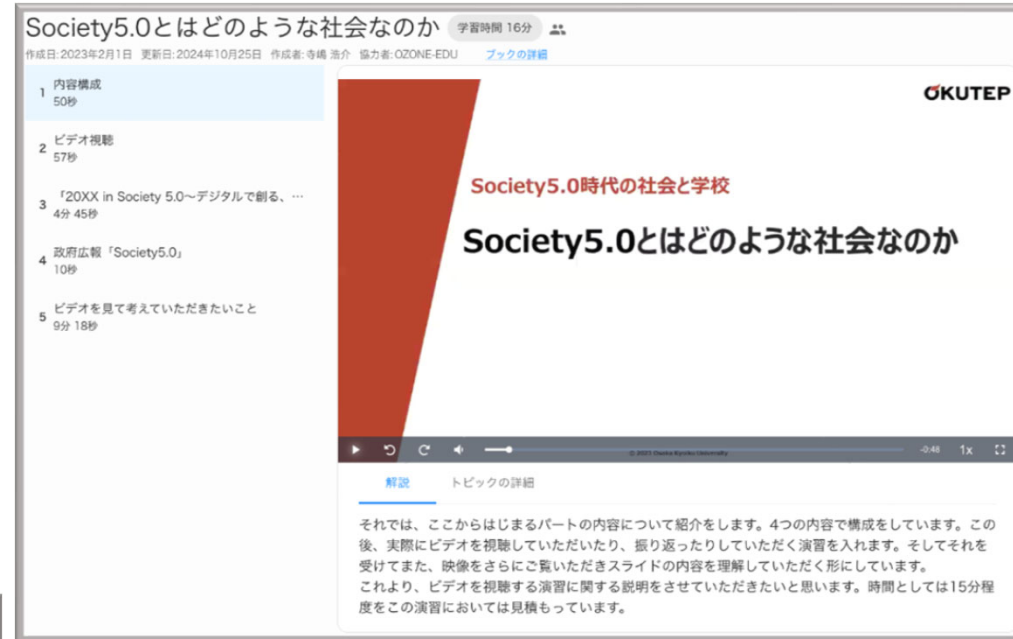 Society5.0とはどのような社会なのか 学習時間 16分
作成日:2023年2月1日 更新日:2024年10月25日 作成者:寺嶋 浩介 協力者:OZONE-EDU ブックの詳細
1 内容構成
50秒
2 ビデオ視聴
57秒
3 「20XX in Society 5.0～デジタルで創る、…
4分 45秒
4 政府広報「Society5.0」
10秒
5 ビデオを見て考えていただきたいこと
9分 18秒
OKUTEP
Society5.0時代の社会と学校
Society5.0とはどのような社会なのか
© 2023 Osaka Kyoiku University
-0:48 1x
解説 トピックの詳細
それでは、ここからはじまるパートの内容について紹介をします。4つの内容で構成をしています。この
後、実際にビデオを視聴していただいたり、振り返ったりしていただく演習を入れます。そしてそれを
受けてまた、映像をさらにご覧いただきスライドの内容を理解していただく形にしています。
これより、ビデオを視聴する演習に関する説明をさせていただきたいと思います。時間としては15分程
度をこの演習においては見積もっています。